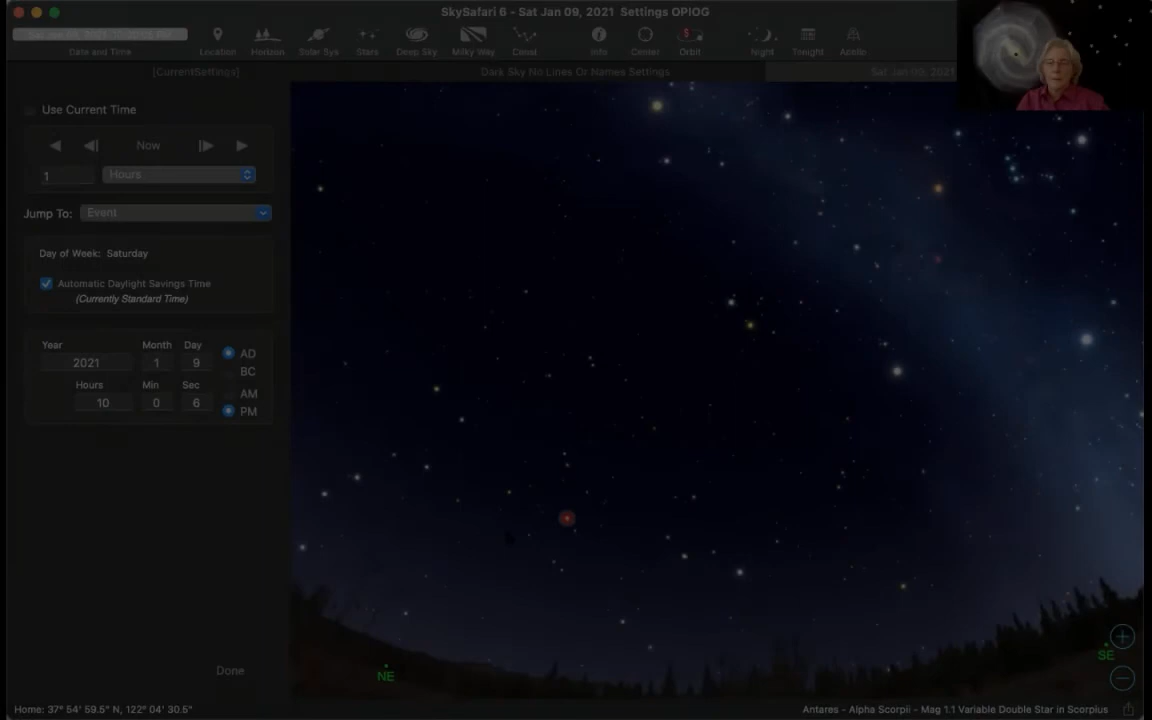 SkySafari 6 - Sat Jan 09, 2021 Settings OPIOG
Date and Time
Location
Horizon
Solar Sys
Stars
Deep Sky
Milky Way
Const
Info
Center
Orbit
Night
Tonight
[CurrentSettings]
Dark Sky No Lines Or Names Settings
Sat Jan 09, 2021
Use Current Time
Now
1 Hours
Jump To: Event
Day of Week: Saturday
Automatic Daylight Savings Time
(Currently Standard Time)
Year Month Day
2021 1 9 AD
BC
Hours Min Sec AM
10 0 6 PM
Done
NE
SE
Home: 37° 54' 59.5" N, 122° 04' 30.5"
Antares - Alpha Scorpii - Mag 1.1 Variable Double Star in Scorpius